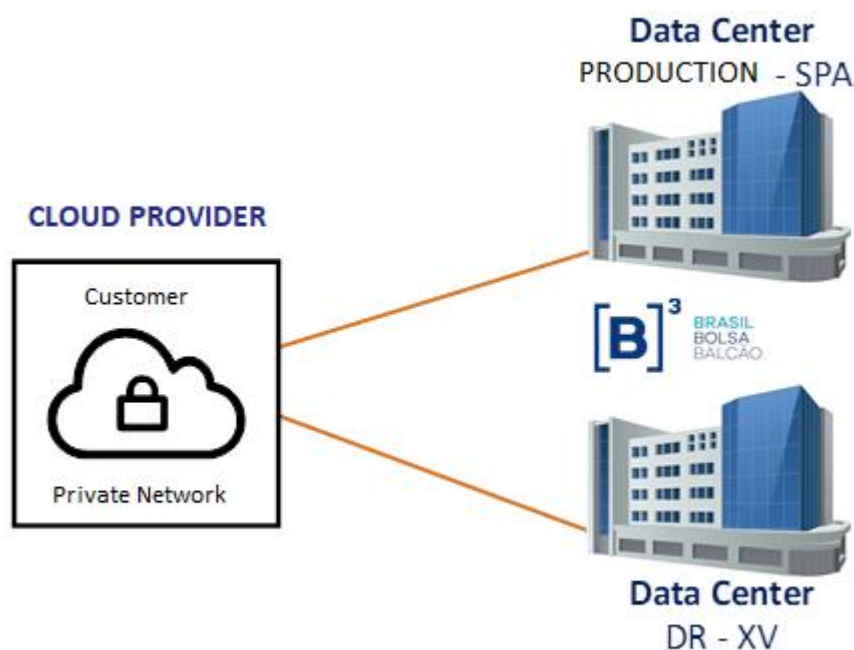 Data Center
PRODUCTION - SPA
CLOUD PROVIDER
Customer
Private Network
[B]³ BRASIL
BOLSA
BALCÃO
Data Center
DR - XV